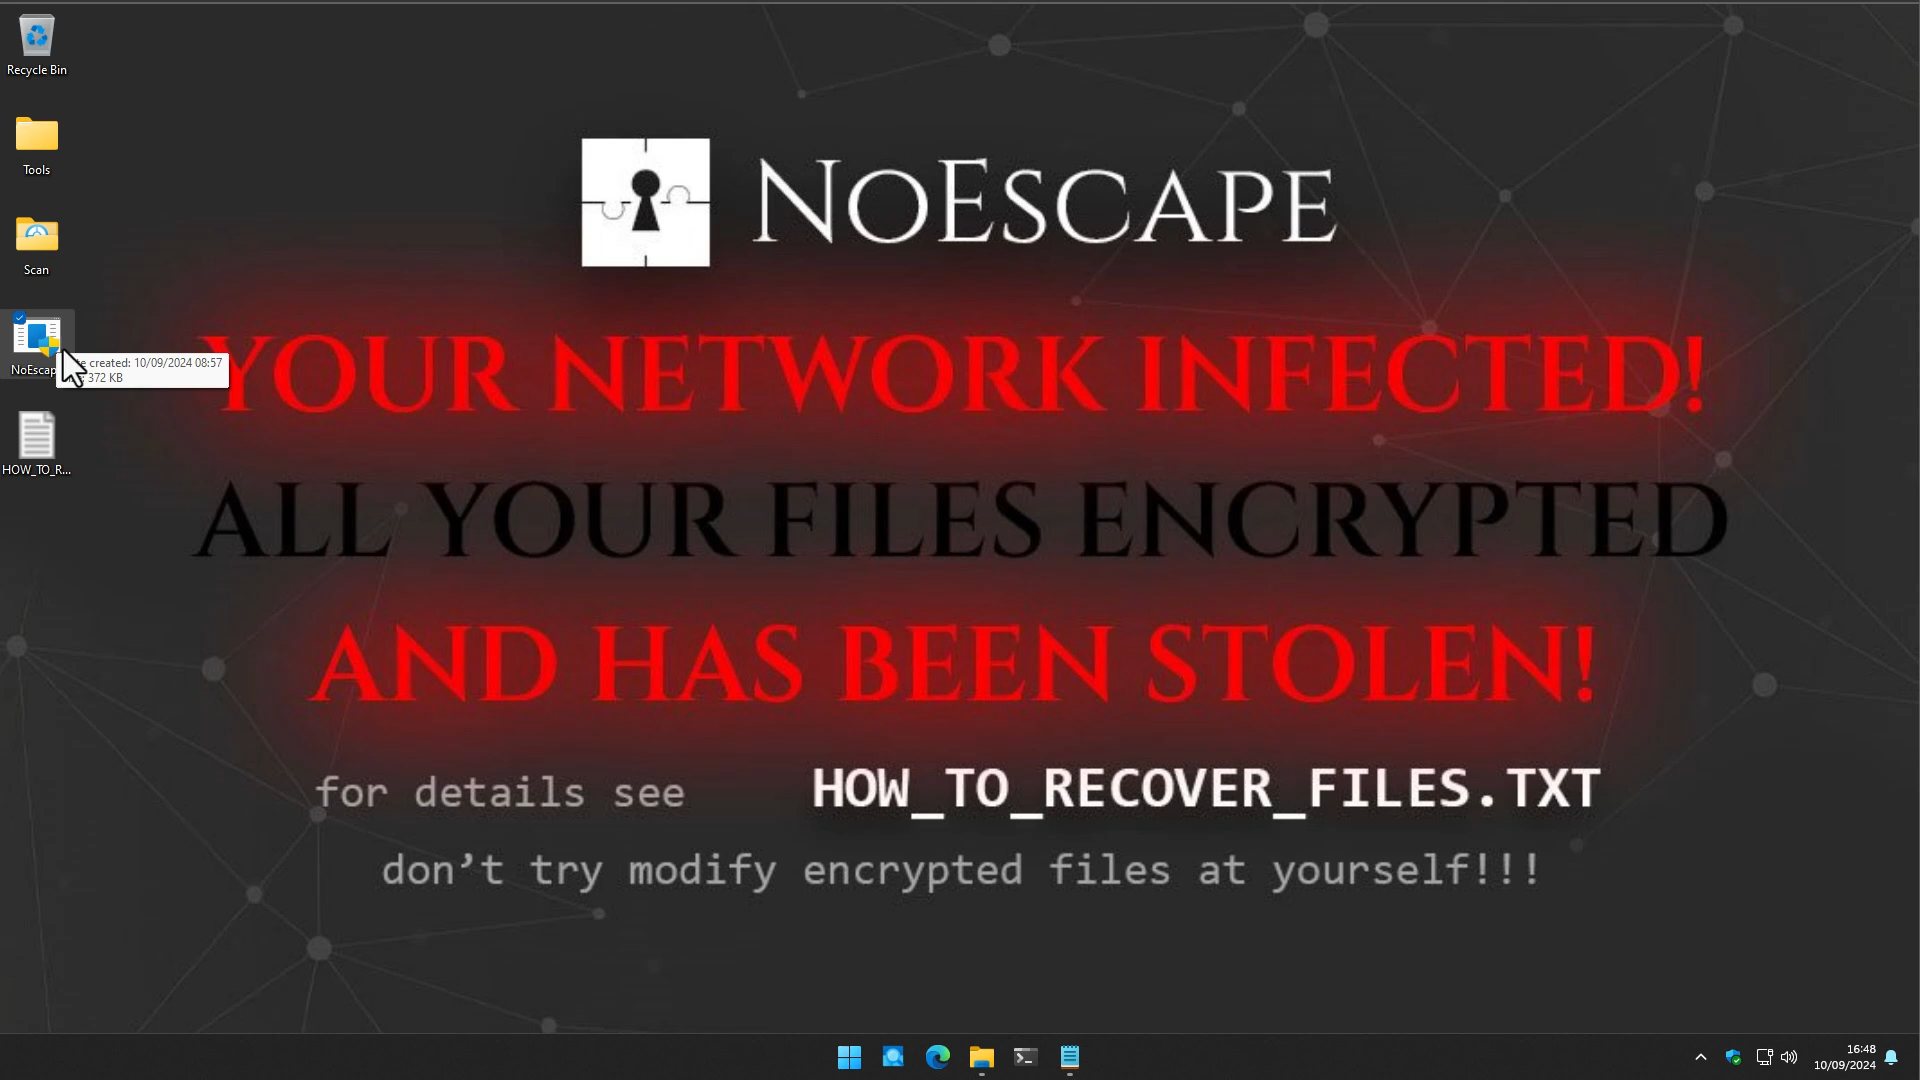 Recycle Bin
Tools
Scan
NoEscap
created: 10/09/2024 08:57
372 KB
HOW_TO_R...
NOESCAPE
YOUR NETWORK INFECTED!
ALL YOUR FILES ENCRYPTED
AND HAS BEEN STOLEN!
for details see HOW_TO_RECOVER_FILES.TXT
don’t try modify encrypted files at yourself!!!
16:48
10/09/2024